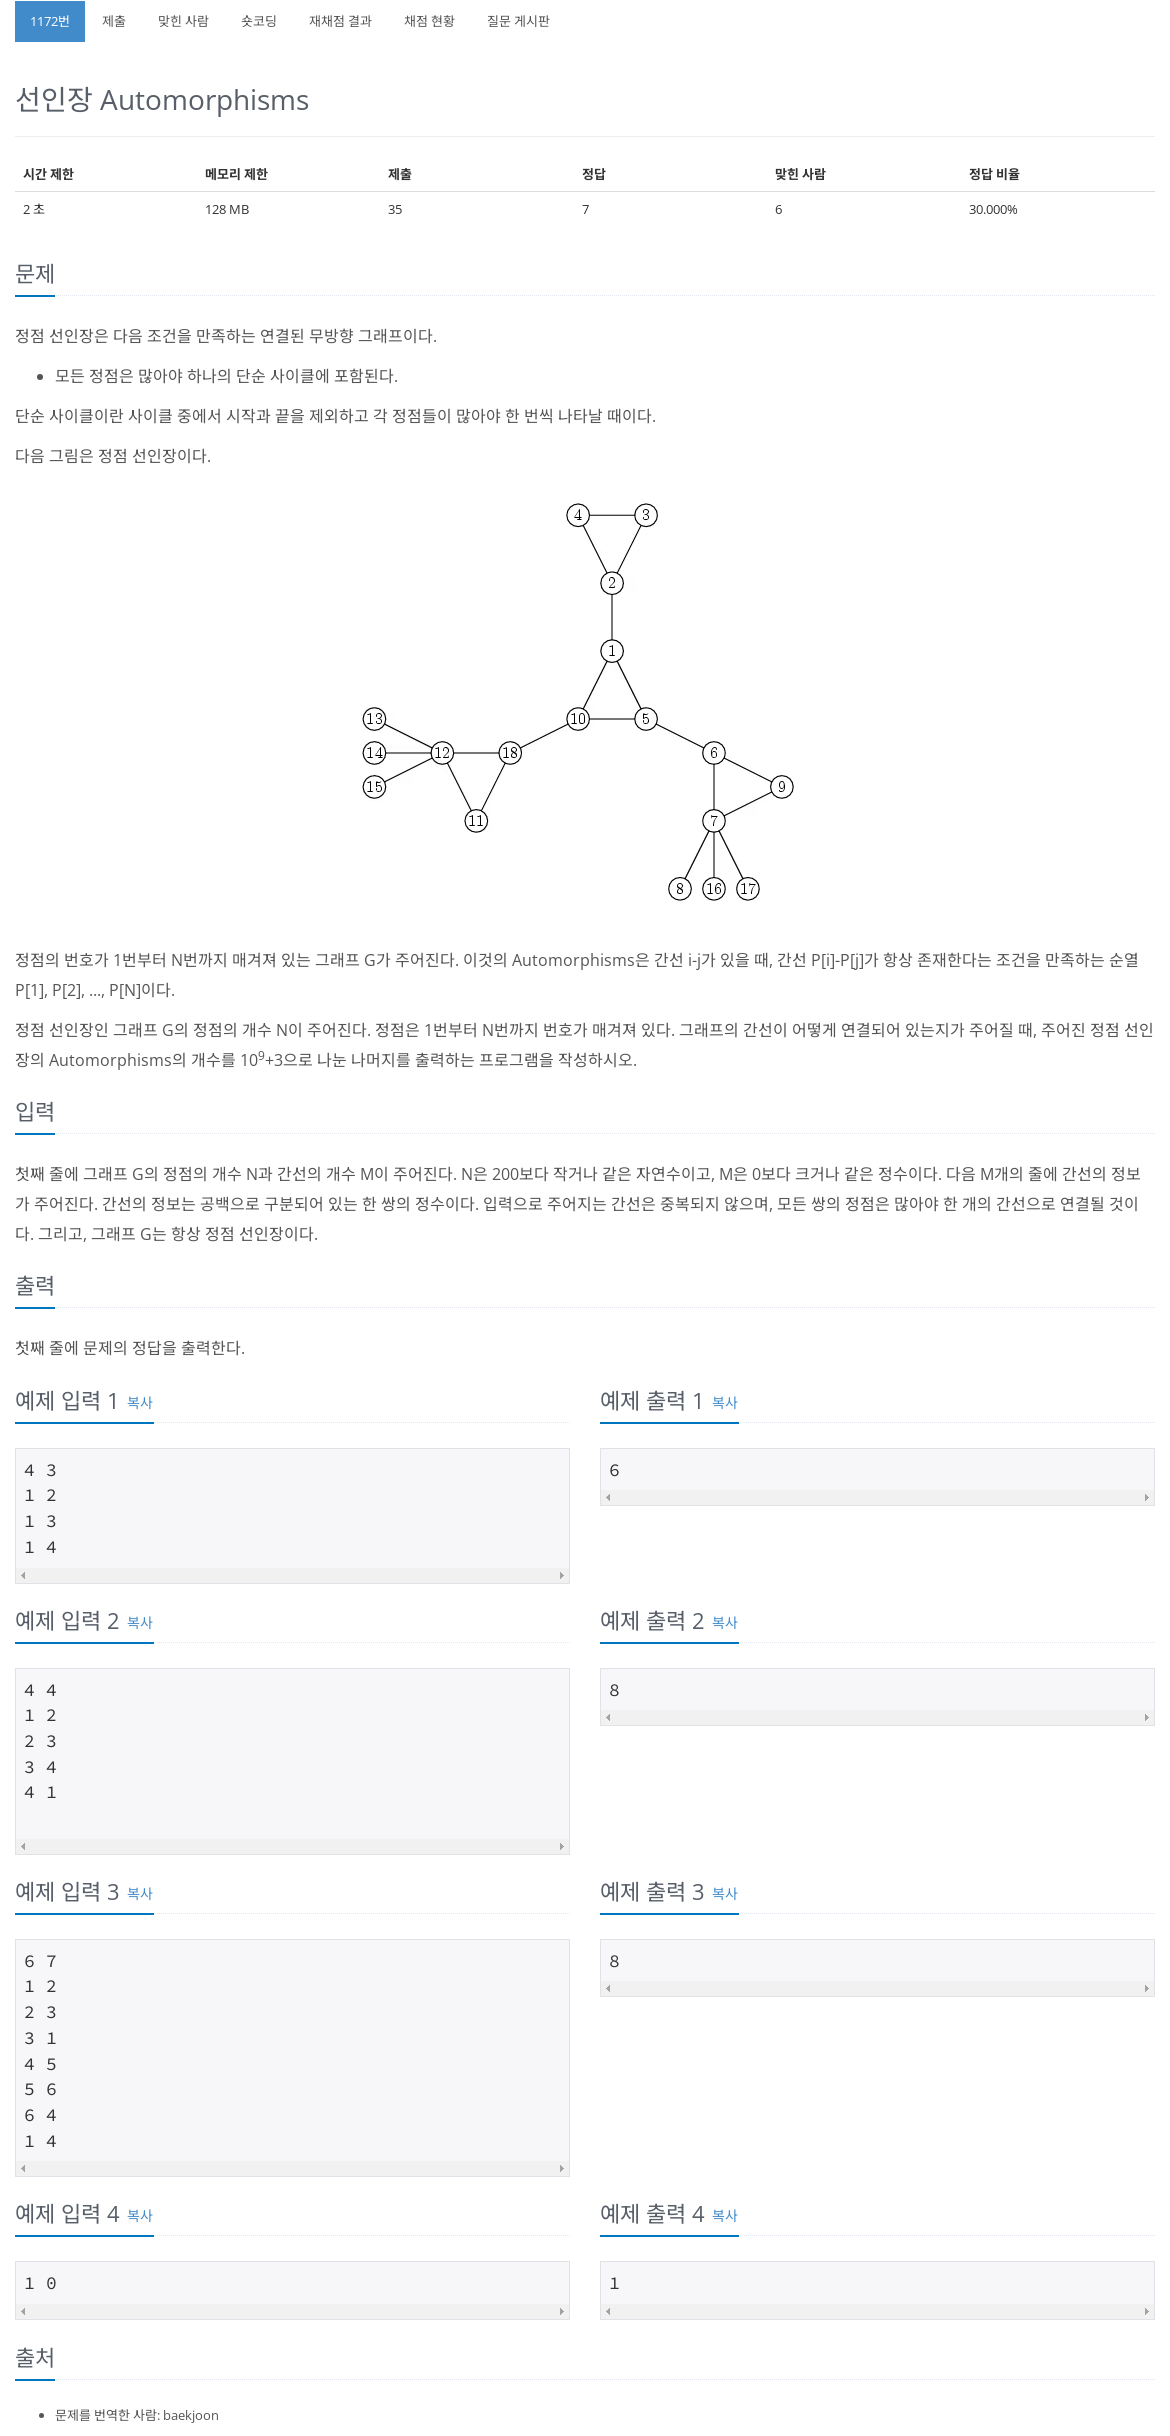 1172번 제출 맞힌 사람 숏코딩 재채점 결과 채점 현황 질문 게시판
선인장 Automorphisms
시간 제한 메모리 제한 제출 정답 맞힌 사람 정답 비율
2 초 128 MB 35 7 6 30.000%
문제
정점 선인장은 다음 조건을 만족하는 연결된 무방향 그래프이다.
모든 정점은 많아야 하나의 단순 사이클에 포함된다.
단순 사이클이란 사이클 중에서 시작과 끝을 제외하고 각 정점들이 많아야 한 번씩 나타날 때이다.
다음 그림은 정점 선인장이다.
4 3
2
1
13 10 5
14 12 18 6
15 9
11 7
8 16 17
정점의 번호가 1번부터 N번까지 매겨져 있는 그래프 G가 주어진다. 이것의 Automorphisms은 간선 i-j가 있을 때, 간선 P[i]-P[j]가 항상 존재한다는 조건을 만족하는 순열
P[1], P[2], ..., P[N]이다.
정점 선인장인 그래프 G의 정점의 개수 N이 주어진다. 정점은 1번부터 N번까지 번호가 매겨져 있다. 그래프의 간선이 어떻게 연결되어 있는지가 주어질 때, 주어진 정점 선인
장의 Automorphisms의 개수를 10⁹+3으로 나눈 나머지를 출력하는 프로그램을 작성하시오.
입력
첫째 줄에 그래프 G의 정점의 개수 N과 간선의 개수 M이 주어진다. N은 200보다 작거나 같은 자연수이고, M은 0보다 크거나 같은 정수이다. 다음 M개의 줄에 간선의 정보
가 주어진다. 간선의 정보는 공백으로 구분되어 있는 한 쌍의 정수이다. 입력으로 주어지는 간선은 중복되지 않으며, 모든 쌍의 정점은 많아야 한 개의 간선으로 연결될 것이
다. 그리고, 그래프 G는 항상 정점 선인장이다.
출력
첫째 줄에 문제의 정답을 출력한다.
예제 입력 1 복사
4 3
1 2
1 3
1 4
예제 출력 1 복사
6
예제 입력 2 복사
4 4
1 2
2 3
3 4
4 1
예제 출력 2 복사
8
예제 입력 3 복사
6 7
1 2
2 3
3 1
4 5
5 6
6 4
1 4
예제 출력 3 복사
8
예제 입력 4 복사
1 0
예제 출력 4 복사
1
출처
문제를 번역한 사람: baekjoon